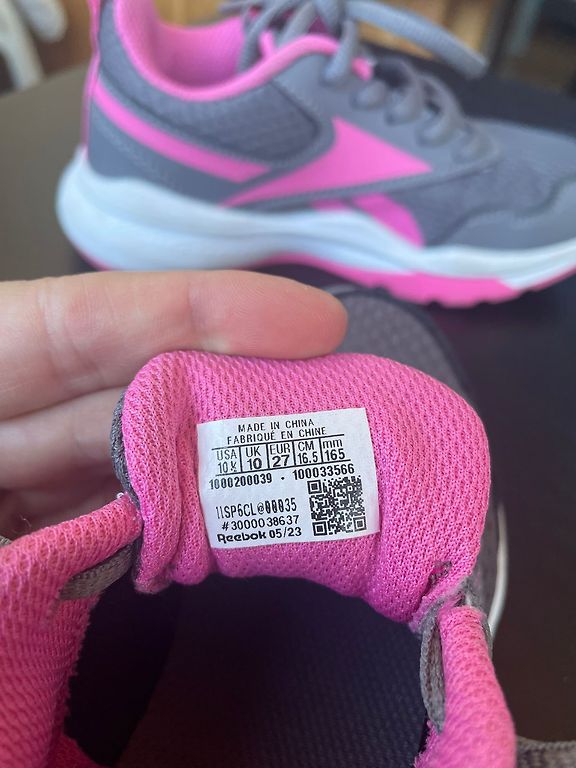 MADE IN CHINA
FABRIQUÉ EN CHINE
USA UK EUR CM mm
10½ 10 27 16.5 165
1000200039 - 100033566
11SP6CL@00035
#3000038637
Reebok 05/23